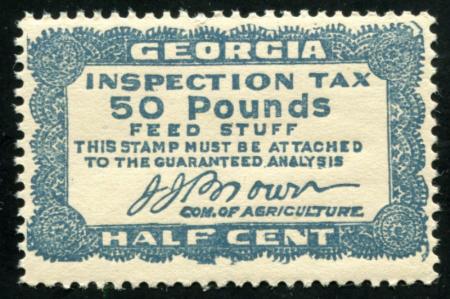 GEORGIA
INSPECTION TAX
50 Pounds
FEED STUFF
THIS STAMP MUST BE ATTACHED
TO THE GUARANTEED ANALYSIS
J J Brown
COM. OF AGRICULTURE
HALF CENT